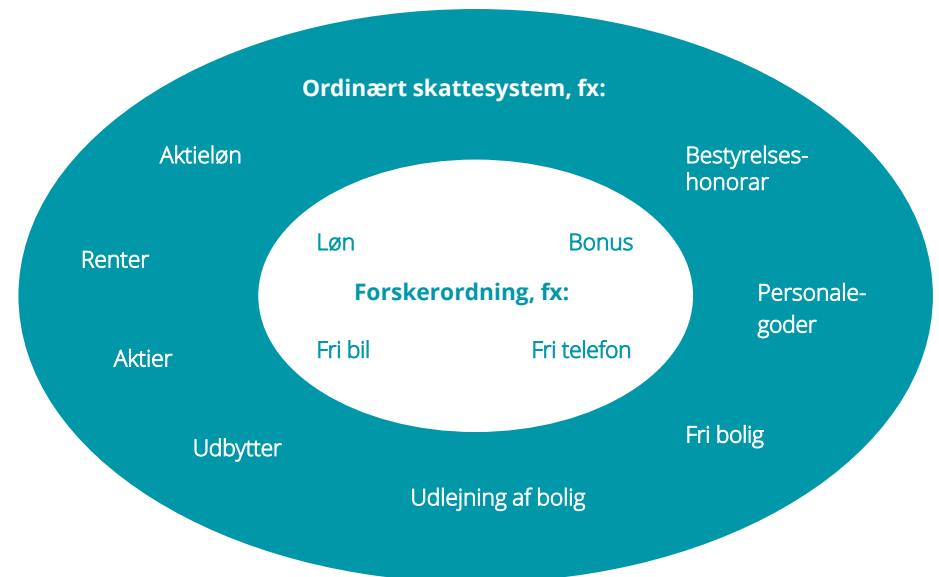 Ordinært skattesystem, fx:
Aktieløn
Bestyrelses-
honorar
Renter
Løn
Bonus
Forskerordning, fx:
Personale-
goder
Aktier
Fri bil
Fri telefon
Udbytter
Fri bolig
Udlejning af bolig